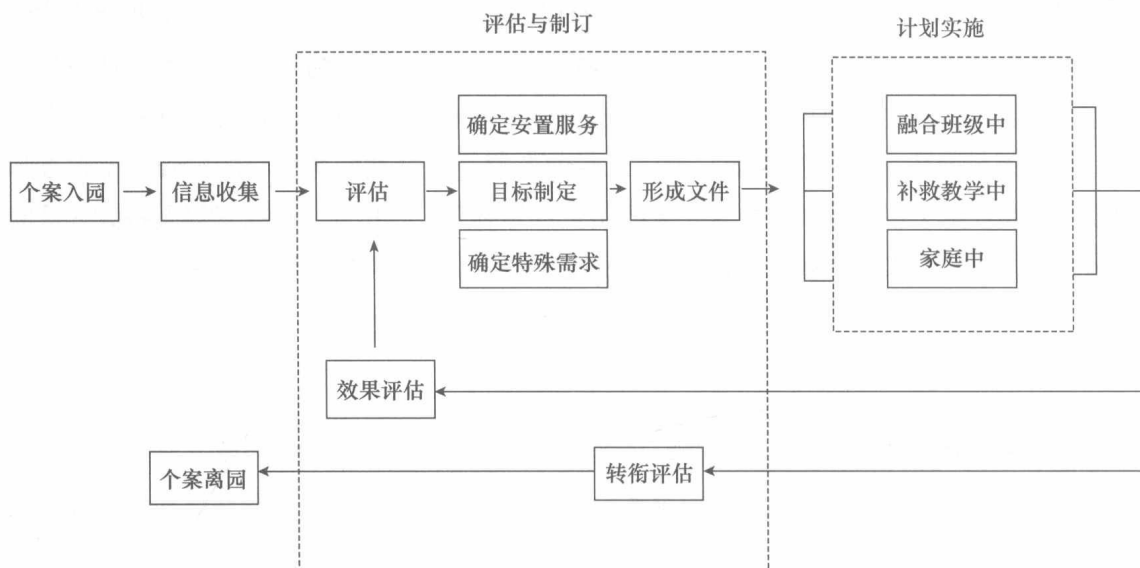 评估与制订
计划实施
确定安置服务
融合班级中
个案入园
信息收集
评估
目标制定
形成文件
补救教学中
确定特殊需求
家庭中
效果评估
个案离园
转衔评估